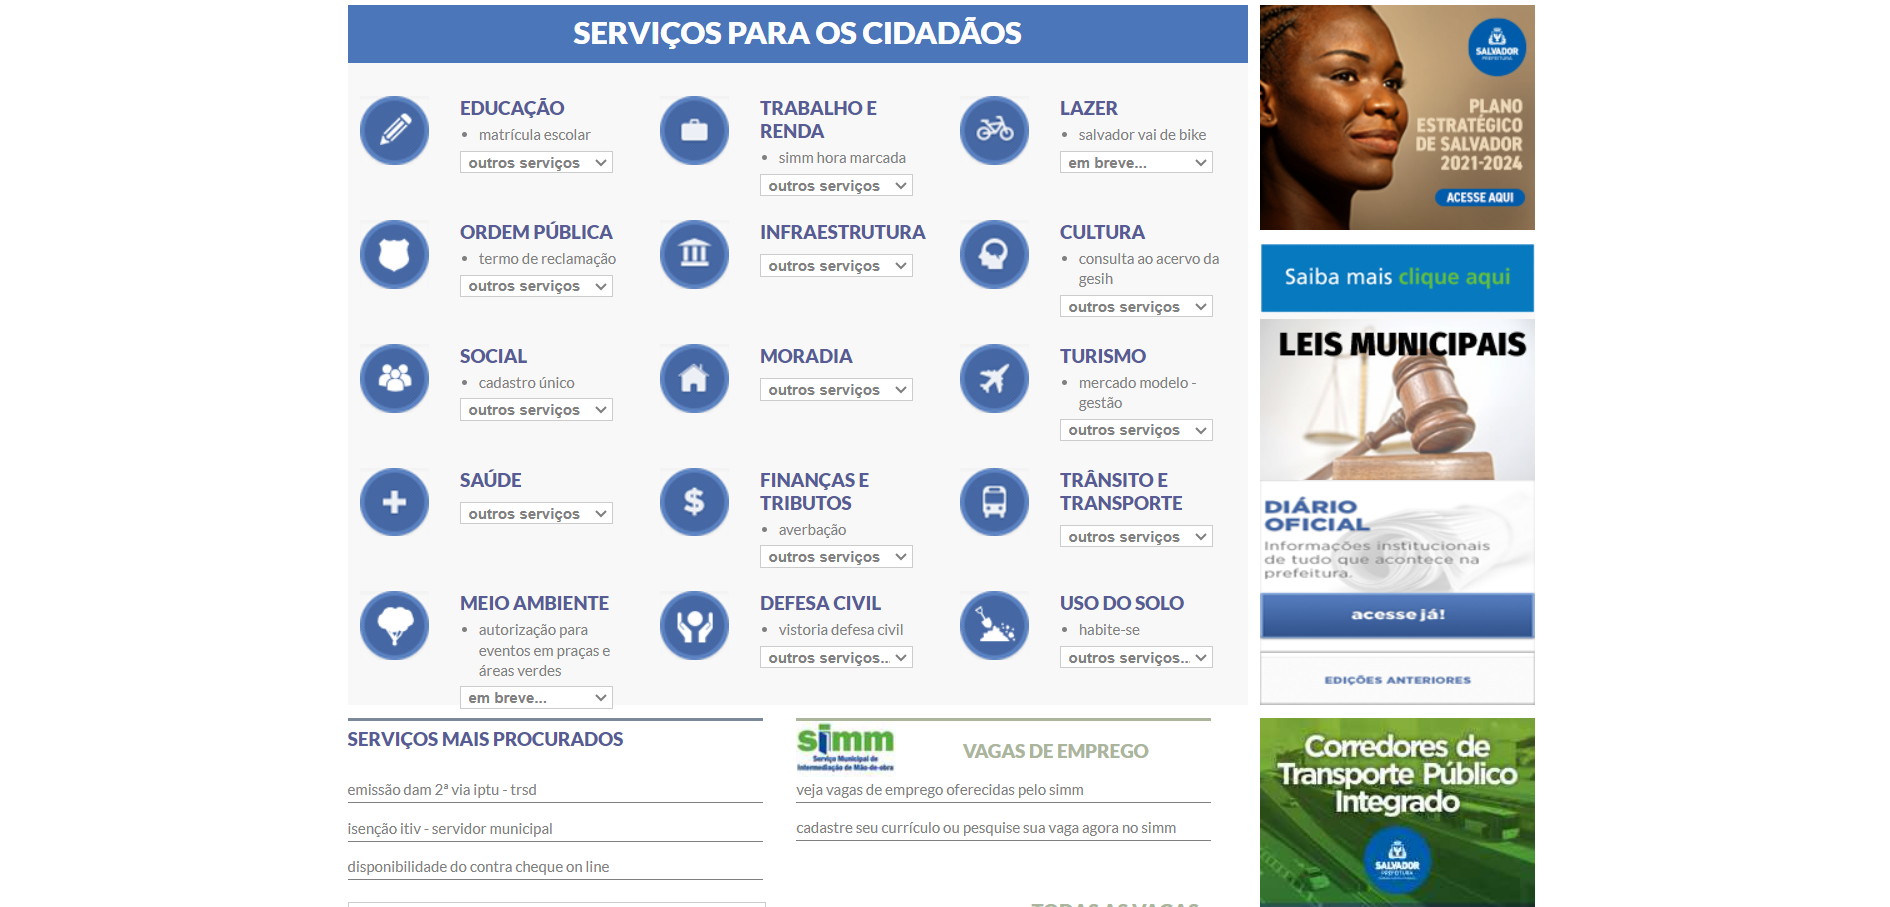 SERVIÇOS PARA OS CIDADÃOS
EDUCAÇÃO
matrícula escolar
outros serviços
TRABALHO E
RENDA
simm hora marcada
outros serviços
LAZER
salvador vai de bike
em breve...
ORDEM PÚBLICA
termo de reclamação
outros serviços
INFRAESTRUTURA
outros serviços
CULTURA
consulta ao acervo da
gesih
outros serviços
SOCIAL
cadastro único
outros serviços
MORADIA
outros serviços
TURISMO
mercado modelo -
gestão
outros serviços
SAÚDE
outros serviços
FINANÇAS E
TRIBUTOS
averbação
outros serviços
TRÂNSITO E
TRANSPORTE
outros serviços
MEIO AMBIENTE
autorização para
eventos em praças e
áreas verdes
em breve...
DEFESA CIVIL
vistoria defesa civil
outros serviços...
USO DO SOLO
habite-se
outros serviços...
SERVIÇOS MAIS PROCURADOS
emissão dam 2ª via iptu - trsd
isenção itiv - servidor municipal
disponibilidade do contra cheque on line
simm
Serviço Municipal de
Intermediação de Mão-de-obra
VAGAS DE EMPREGO
veja vagas de emprego oferecidas pelo simm
cadastre seu currículo ou pesquise sua vaga agora no simm
TODAS AS VAGAS
SALVADOR
PREFEITURA
PLANO
ESTRATÉGICO
DE SALVADOR
2021-2024
ACESSE AQUI
Saiba mais clique aqui
LEIS MUNICIPAIS
DIÁRIO
OFICIAL
Informações institucionais
de tudo que acontece na
prefeitura.
acesse já!
EDIÇÕES ANTERIORES
Corredores de
Transporte Público
Integrado
SALVADOR
PREFEITURA